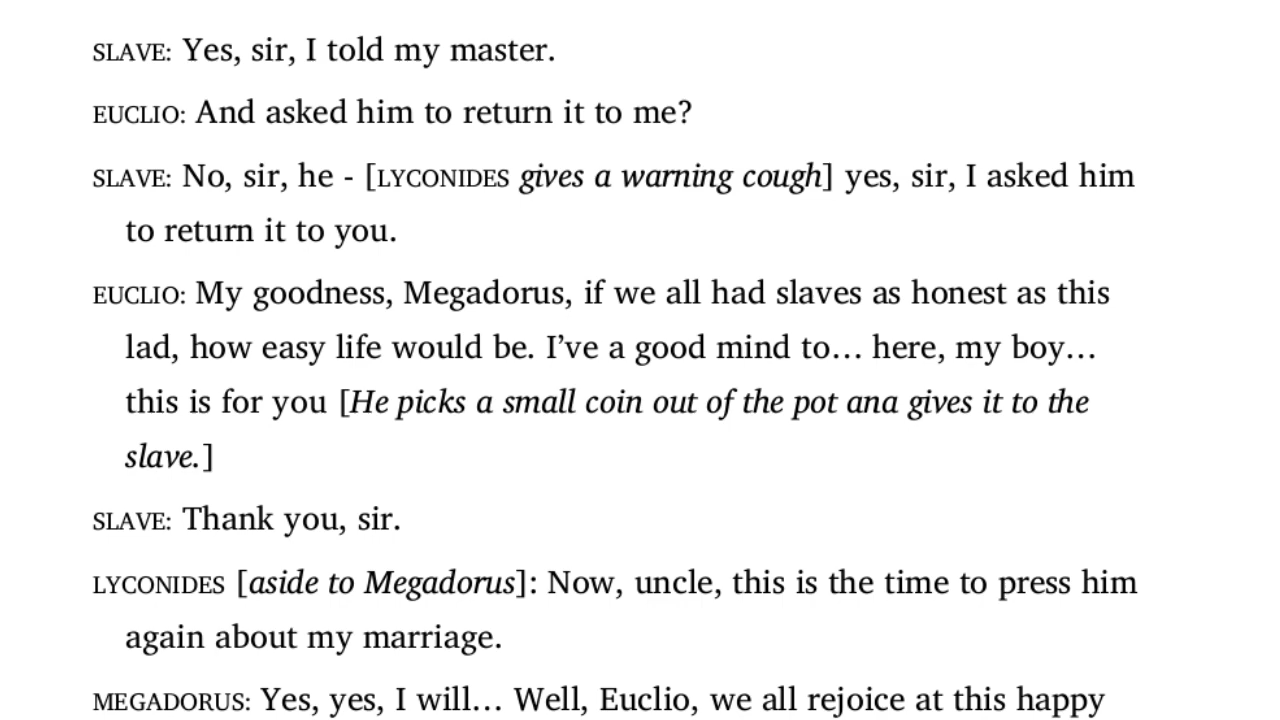 SLAVE: Yes, sir, I told my master.
EUCLIO: And asked him to return it to me?
SLAVE: No, sir, he - [LYCONIDES gives a warning cough] yes, sir, I asked him
to return it to you.
EUCLIO: My goodness, Megadorus, if we all had slaves as honest as this
lad, how easy life would be. I’ve a good mind to… here, my boy…
this is for you [He picks a small coin out of the pot ana gives it to the
slave.]
SLAVE: Thank you, sir.
LYCONIDES [aside to Megadorus]: Now, uncle, this is the time to press him
again about my marriage.
MEGADORUS: Yes, yes, I will… Well, Euclio, we all rejoice at this happy